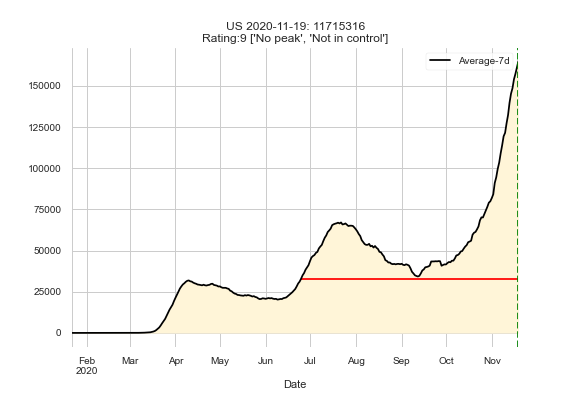 US 2020-11-19: 11715316
Rating:9 ['No peak', 'Not in control']
Average-7d
150000
125000
100000
75000
50000
25000
0
Feb Mar Apr May Jun Jul Aug Sep Oct Nov
2020
Date